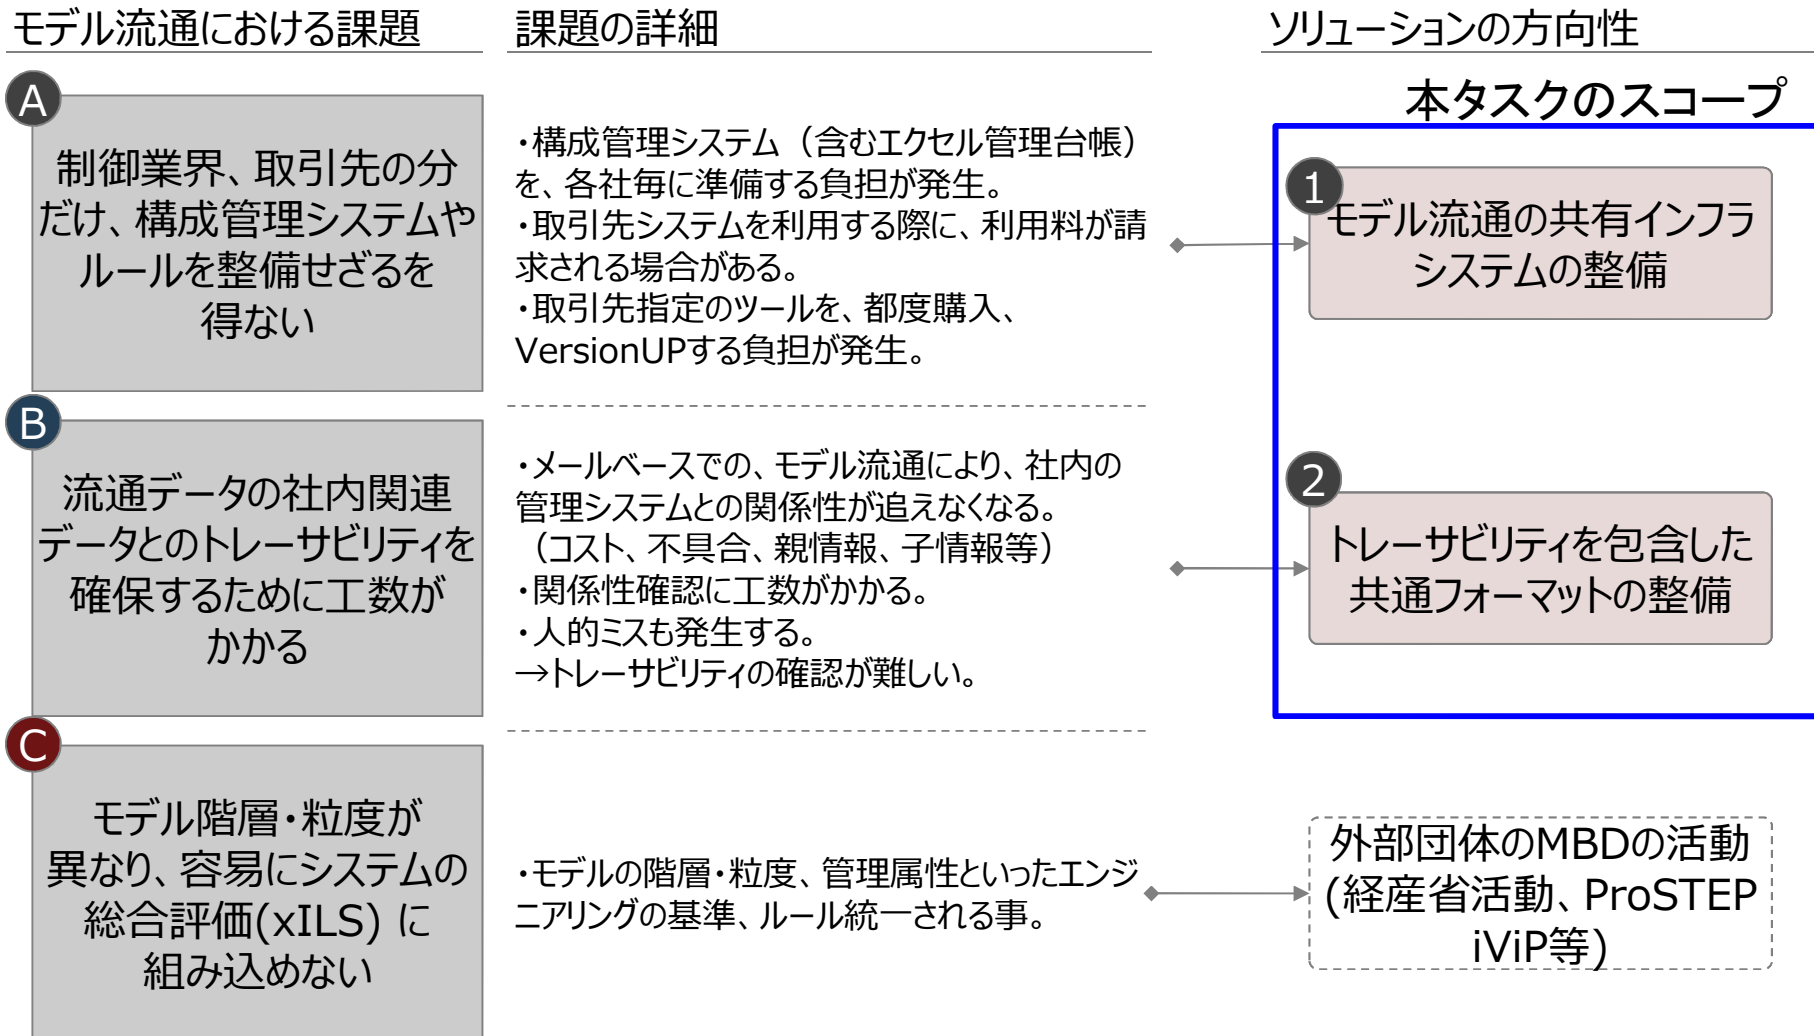 モデル流通における課題
課題の詳細
ソリューションの方向性
本タスクのスコープ
A
制御業界、取引先の分
だけ、構成管理システムや
ルールを整備せざるを
得ない
・構成管理システム（含むエクセル管理台帳）
を、各社毎に準備する負担が発生。
・取引先システムを利用する際に、利用料が請
求される場合がある。
・取引先指定のツールを、都度購入、
VersionUPする負担が発生。
1
モデル流通の共有インフラ
システムの整備
B
流通データの社内関連
データとのトレーサビリティを
確保するために工数が
かかる
・メールベースでの、モデル流通により、社内の
管理システムとの関係性が追えなくなる。
（コスト、不具合、親情報、子情報等）
・関係性確認に工数がかかる。
・人的ミスも発生する。
→トレーサビリティの確認が難しい。
2
トレーサビリティを包含した
共通フォーマットの整備
C
モデル階層・粒度が
異なり、容易にシステムの
総合評価(xILS) に
組み込めない
・モデルの階層・粒度、管理属性といったエンジ
ニアリングの基準、ルール統一される事。
外部団体のMBDの活動
(経産省活動、ProSTEP
iViP等)